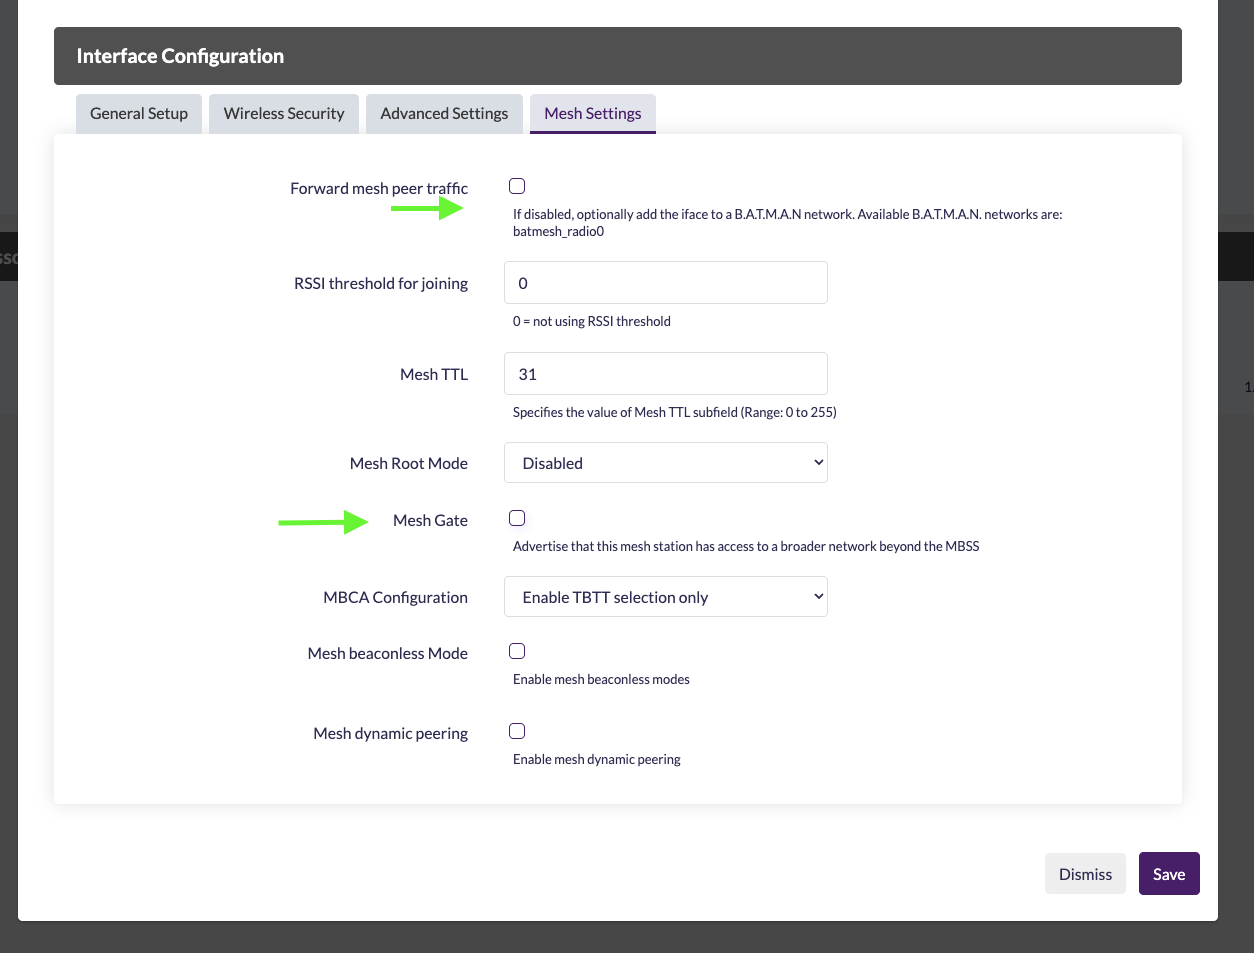 Interface Configuration
General Setup
Wireless Security
Advanced Settings
Mesh Settings
Forward mesh peer traffic
If disabled, optionally add the iface to a B.A.T.M.A.N network. Available B.A.T.M.A.N. networks are:
batmesh_radio0
RSSI threshold for joining
0
0 = not using RSSI threshold
Mesh TTL
31
Specifies the value of Mesh TTL subfield (Range: 0 to 255)
Mesh Root Mode
Disabled
Mesh Gate
Advertise that this mesh station has access to a broader network beyond the MBSS
MBCA Configuration
Enable TBTT selection only
Mesh beaconless Mode
Enable mesh beaconless modes
Mesh dynamic peering
Enable mesh dynamic peering
Dismiss
Save